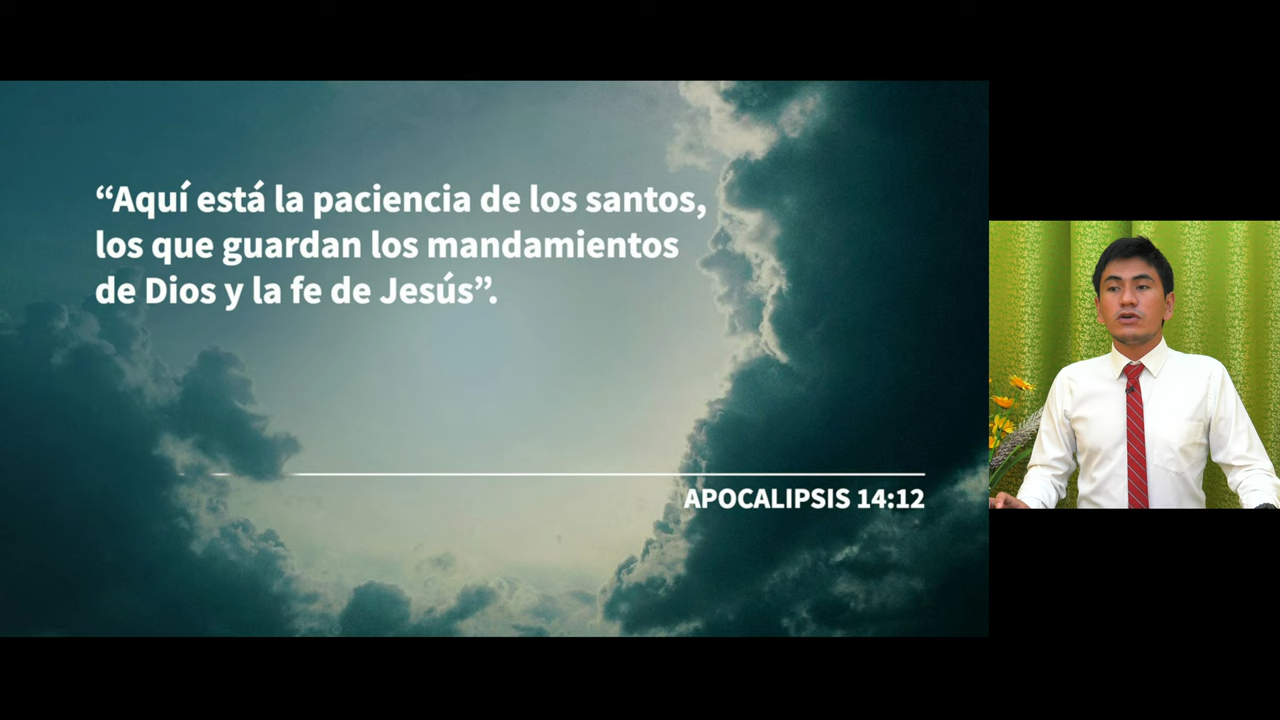 “Aquí está la paciencia de los santos,
los que guardan los mandamientos
de Dios y la fe de Jesús”.
APOCALIPSIS 14:12